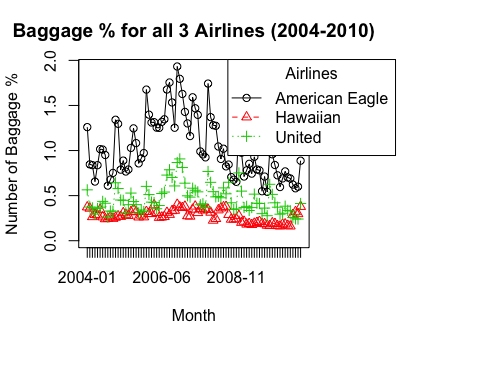 Baggage % for all 3 Airlines (2004-2010)
Number of Baggage %
2.0
1.5
1.0
0.5
0.0
Airlines
American Eagle
Hawaiian
United
2004-01 2006-06 2008-11
Month